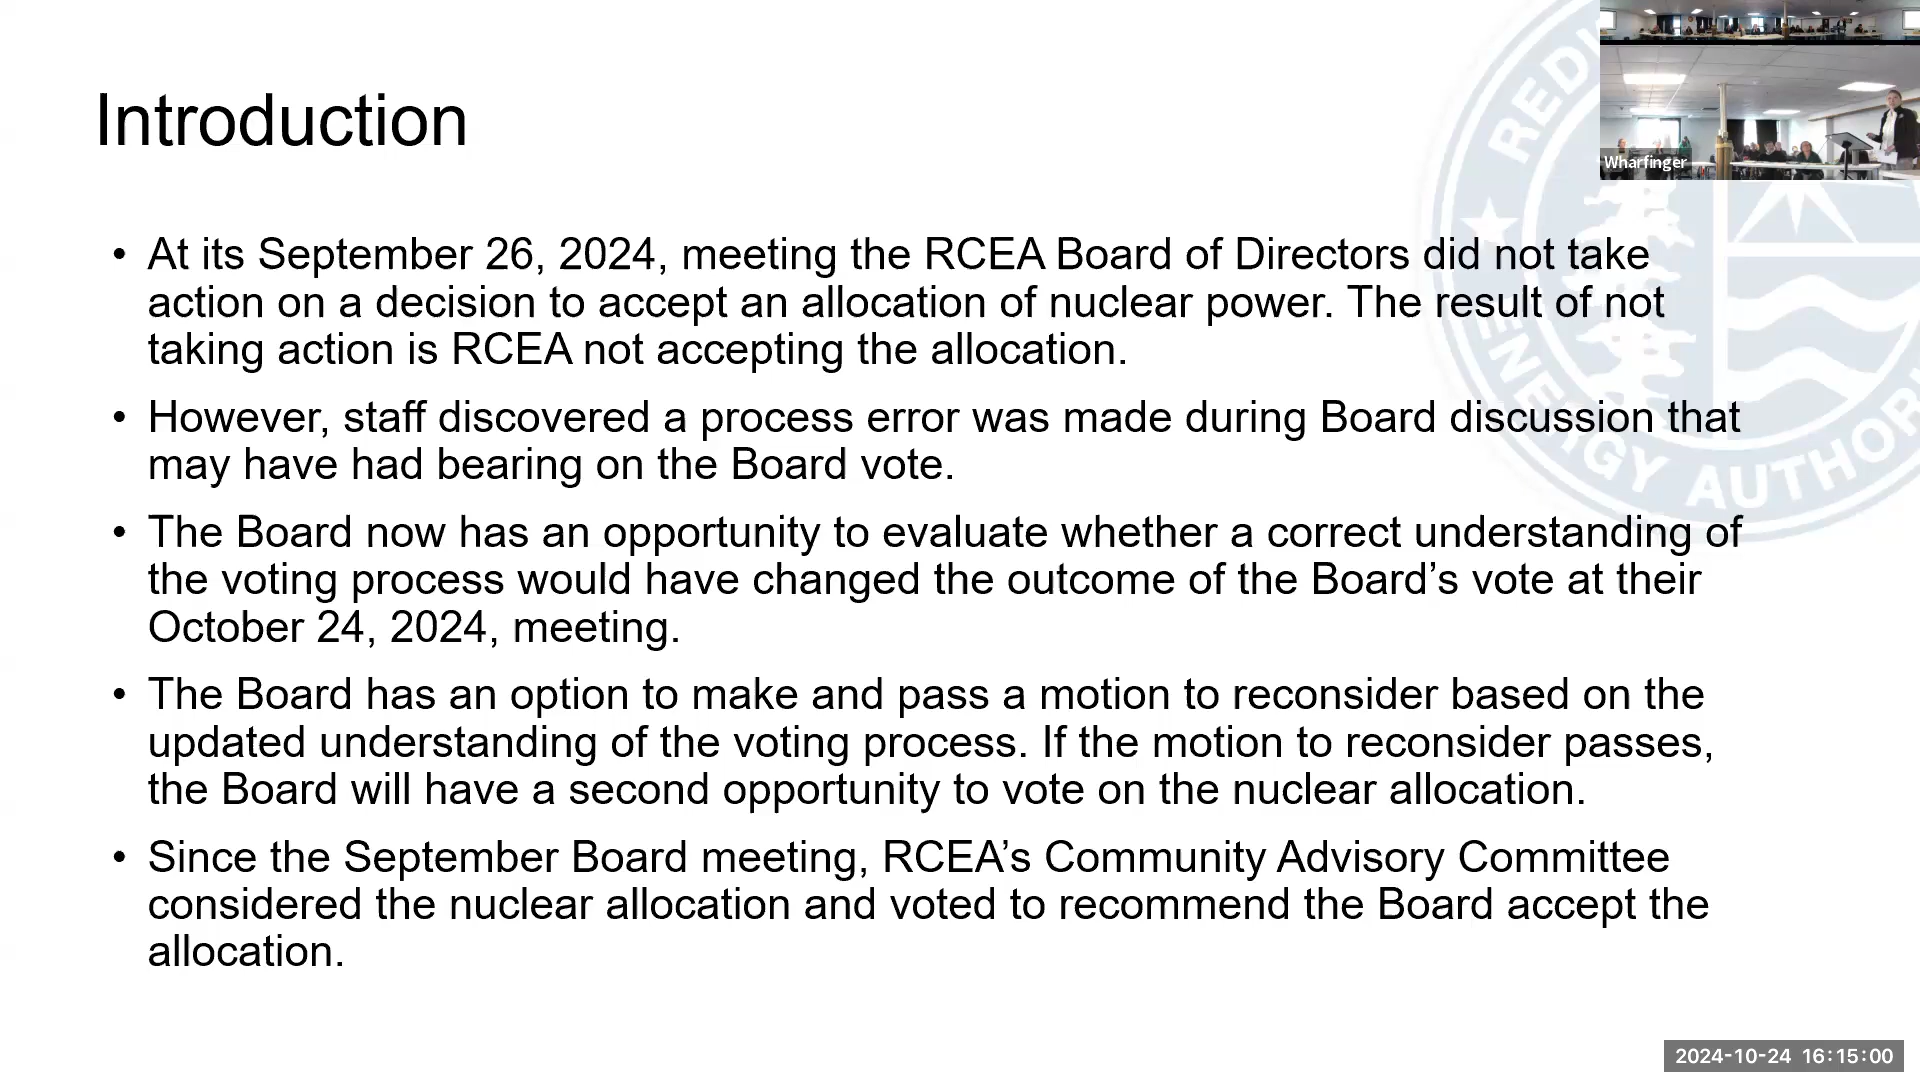 Introduction
• At its September 26, 2024, meeting the RCEA Board of Directors did not take
action on a decision to accept an allocation of nuclear power. The result of not
taking action is RCEA not accepting the allocation.
• However, staff discovered a process error was made during Board discussion that
may have had bearing on the Board vote.
• The Board now has an opportunity to evaluate whether a correct understanding of
the voting process would have changed the outcome of the Board’s vote at their
October 24, 2024, meeting.
• The Board has an option to make and pass a motion to reconsider based on the
updated understanding of the voting process. If the motion to reconsider passes,
the Board will have a second opportunity to vote on the nuclear allocation.
• Since the September Board meeting, RCEA’s Community Advisory Committee
considered the nuclear allocation and voted to recommend the Board accept the
allocation.
Wharfinger
ENERGY
2024-10-24 16:15:00